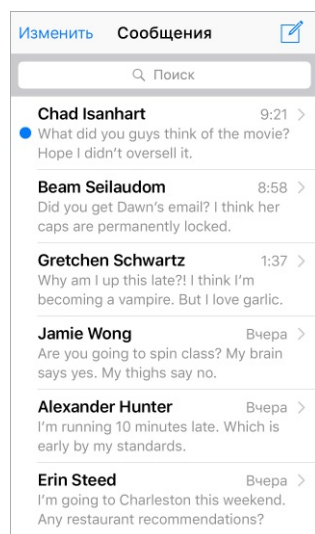 Изменить Сообщения
Поиск
Chad Isanhart 9:21
What did you guys think of the movie?
Hope I didn’t oversell it.
Beam Seilaudom 8:58
Did you get Dawn’s email? I think her
caps are permanently locked.
Gretchen Schwartz 1:37
Why am I up this late?! I think I’m
becoming a vampire. But I love garlic.
Jamie Wong Вчера
Are you going to spin class? My brain
says yes. My thighs say no.
Alexander Hunter Вчера
I’m running 10 minutes late. Which is
early by my standards.
Erin Steed Вчера
I’m going to Charleston this weekend.
Any restaurant recommendations?